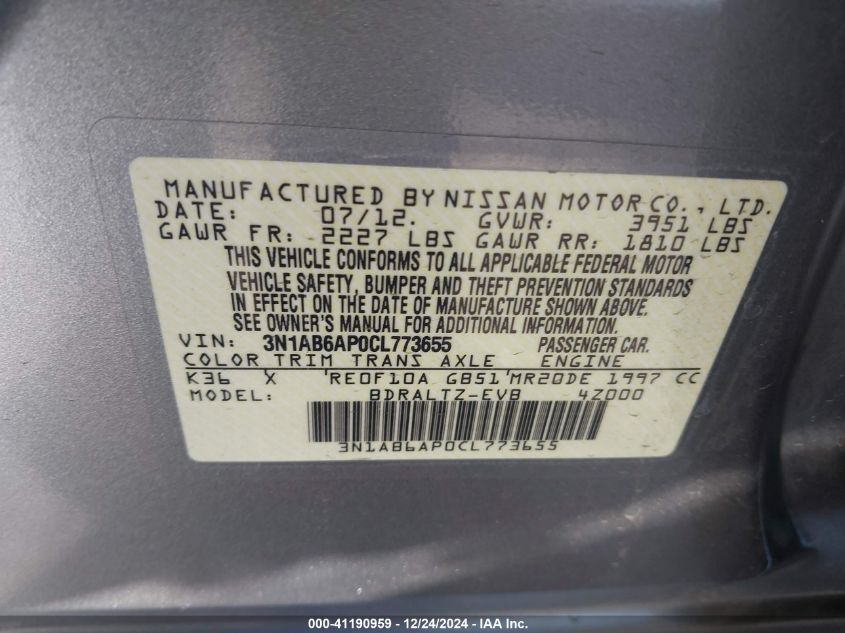 MANUFACTURED BY NISSAN MOTOR CO., LTD.
DATE: 07/12. GVWR: 3951 LBS
GAWR FR: 2227 LBS GAWR RR: 1810 LBS
THIS VEHICLE CONFORMS TO ALL APPLICABLE FEDERAL MOTOR
VEHICLE SAFETY, BUMPER AND THEFT PREVENTION STANDARDS
IN EFFECT ON THE DATE OF MANUFACTURE SHOWN ABOVE.
SEE OWNER'S MANUAL FOR ADDITIONAL INFORMATION.
VIN: 3N1AB6AP0CL773655 PASSENGER CAR.
COLOR TRIM TRANS AXLE ENGINE
K36 X 'RE0F10A GB51'MR20DE 1997 CC
MODEL: BDRALTZ-EVB 4Z000
3N1AB6AP0CL773655
000-41190959 • 12/24/2024 • IAA Inc.